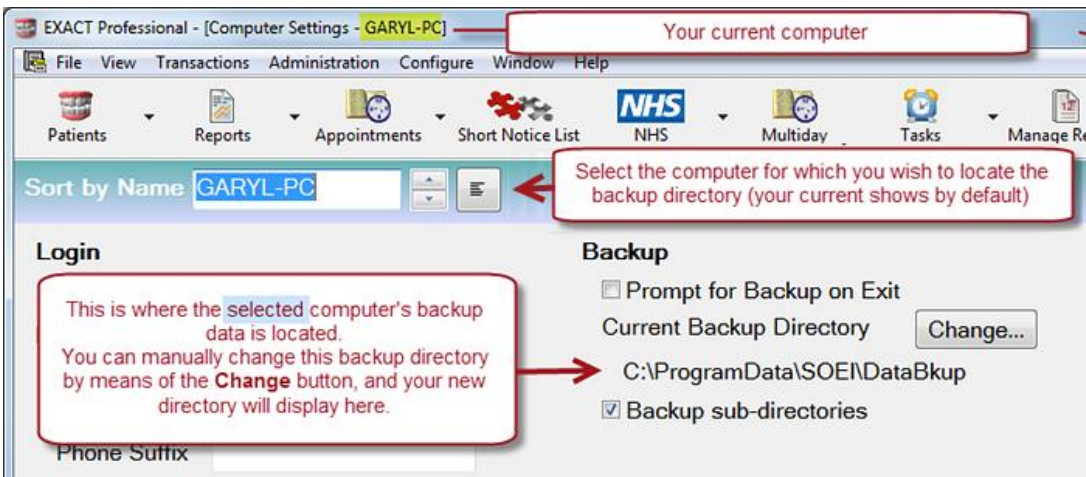 EXACT Professional - [Computer Settings - GARYL-PC]
Your current computer
File View Transactions Administration Configure Window Help
Patients Reports Appointments Short Notice List NHS NHS Multiday Tasks Manage Re
Sort by Name GARYL-PC
Select the computer for which you wish to locate the
backup directory (your current shows by default)
Login
This is where the selected computer's backup
data is located.
You can manually change this backup directory
by means of the Change button, and your new
directory will display here.
Phone Suffix
Backup
Prompt for Backup on Exit
Current Backup Directory Change...
C:\ProgramData\SOEI\DataBkup
Backup sub-directories